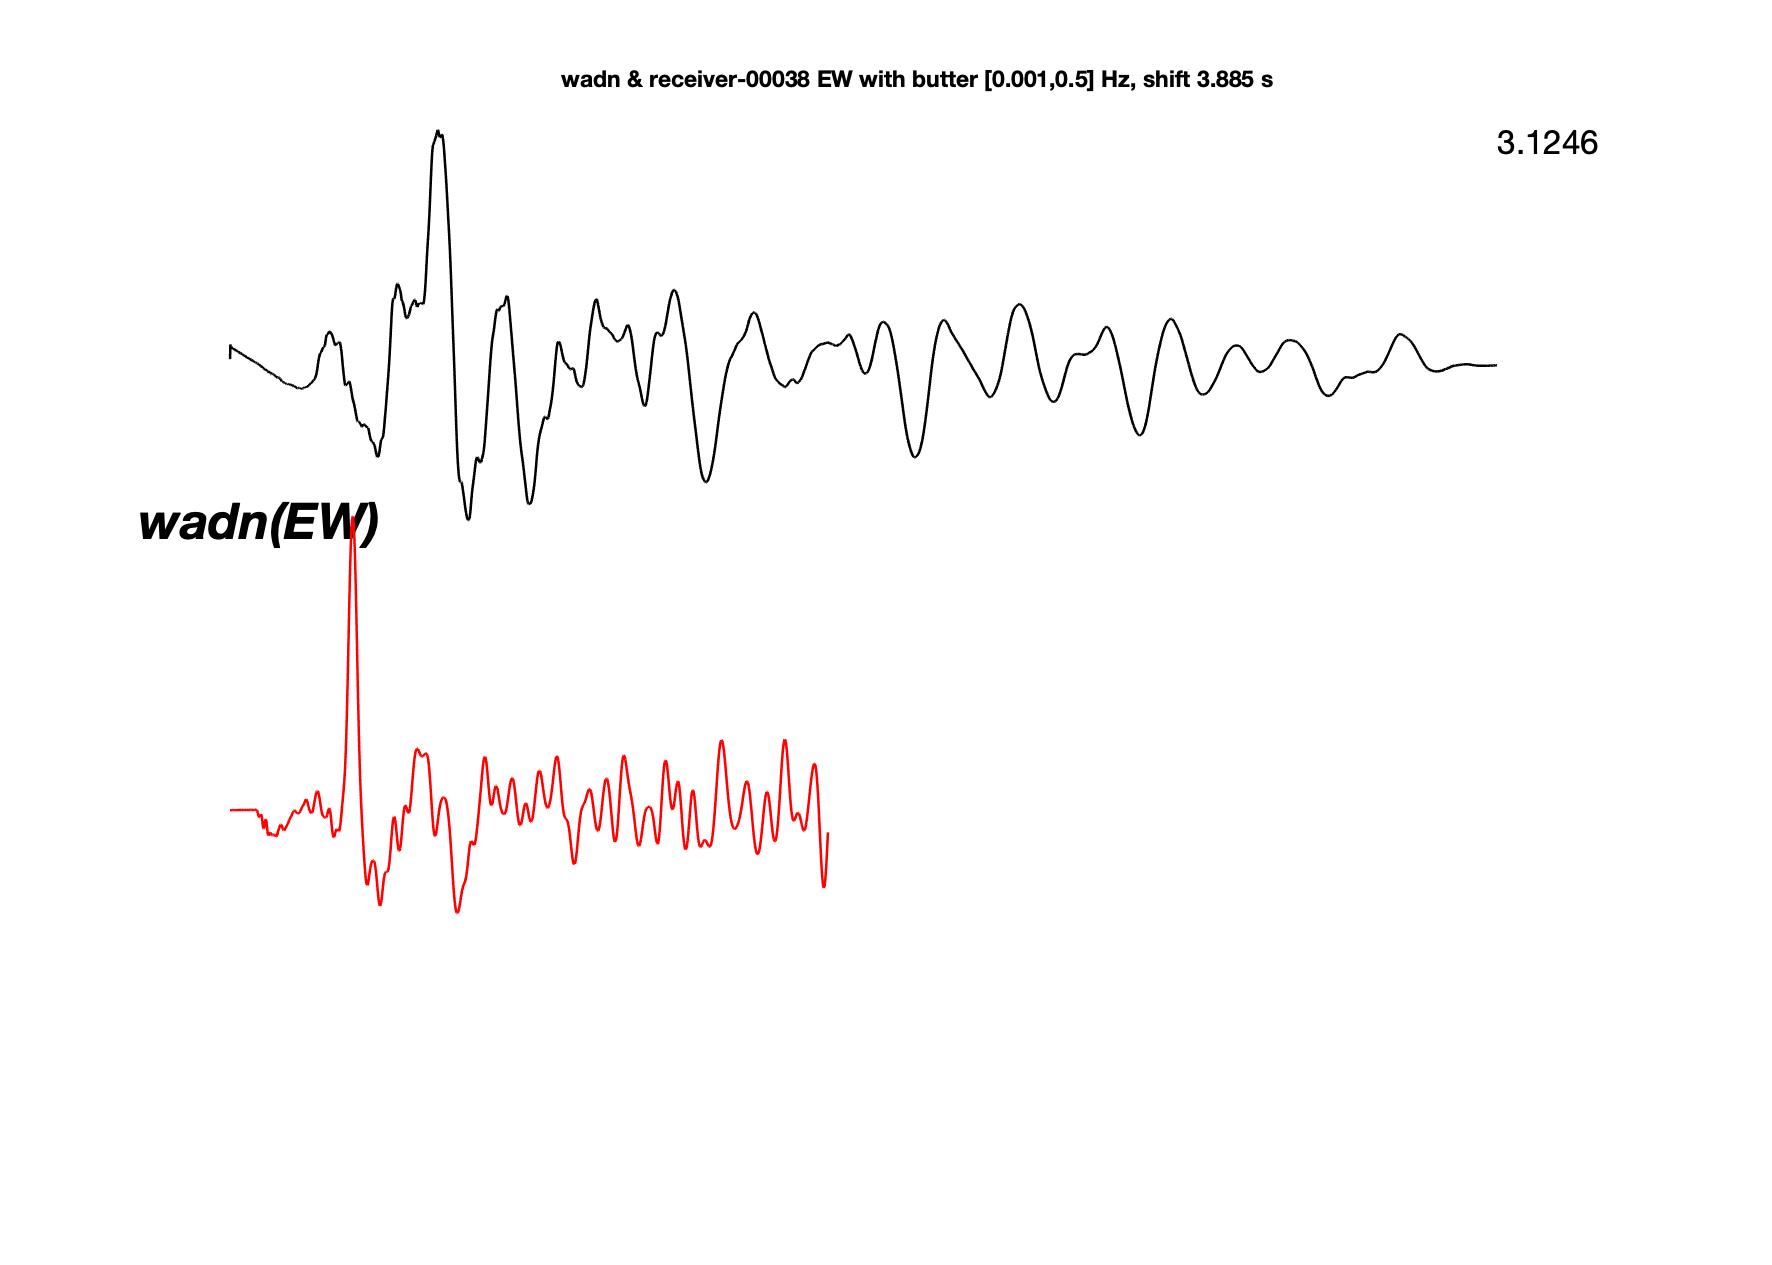 wadn & receiver-00038 EW with butter [0.001,0.5] Hz, shift 3.885 s
3.1246
wadn(EW)